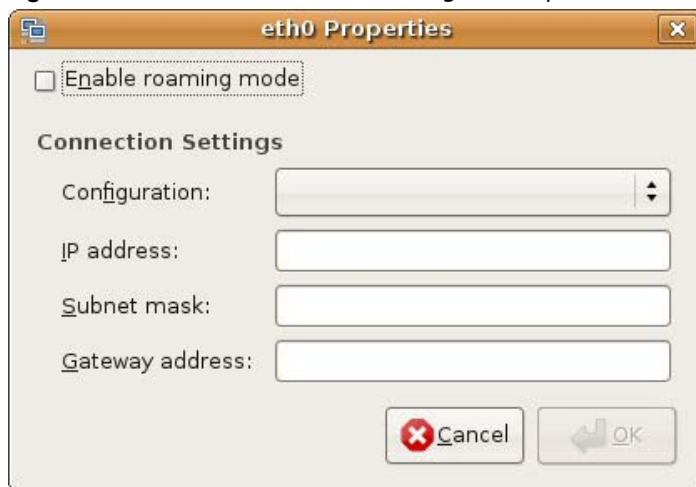 eth0 Properties
Enable roaming mode
Connection Settings
Configuration:
IP address:
Subnet mask:
Gateway address:
Cancel OK